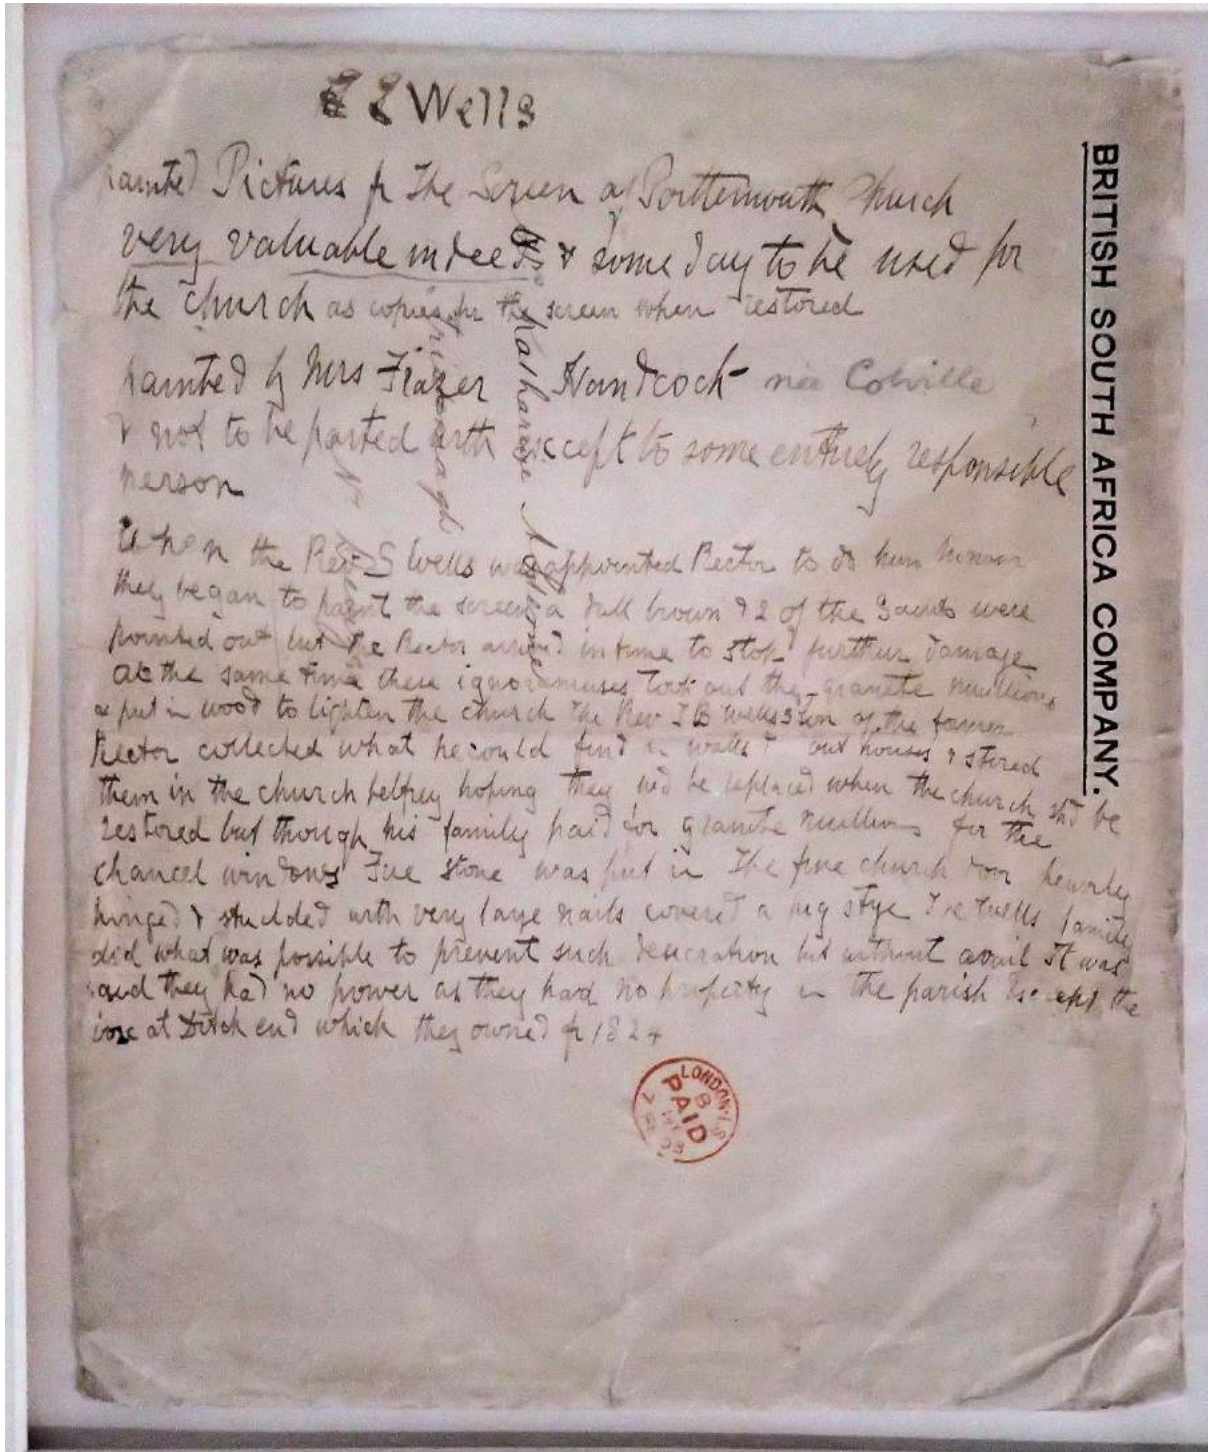 E L Wells
Painted Pictures fr The Screen of Portlemouth Church
very valuable indeed & some day to be used for
the church as copies for the screen when restored
painted by Mrs Frazer Handcock née Colville
& not to be parted with except to some entirely responsible
person
When the Rev S Wells was appointed Rector to do him honour
they began to paint the screen a dull brown & 2 of the Saints were
painted out but the Rector arrived in time to stop further damage
At the same time these ignoramuses took out the granite mullions
& put in wood to lighten the church The Rev J B Wells son of the former
Rector collected what he could find in walls & out houses & stored
them in the church belfrey hoping they wd be replaced when the church shd be
restored but though his family paid for granite mullions for the
chancel windows stone was put in The fine church door heavily
hinged & studded with very large nails covered a pig stye The Wells family
did what was possible to prevent such desecration but without avail It was
said they had no power as they had no property in the parish Except the
at Ditch end which they owned fr 1824
BRITISH SOUTH AFRICA COMPANY.
LONDON
PAID